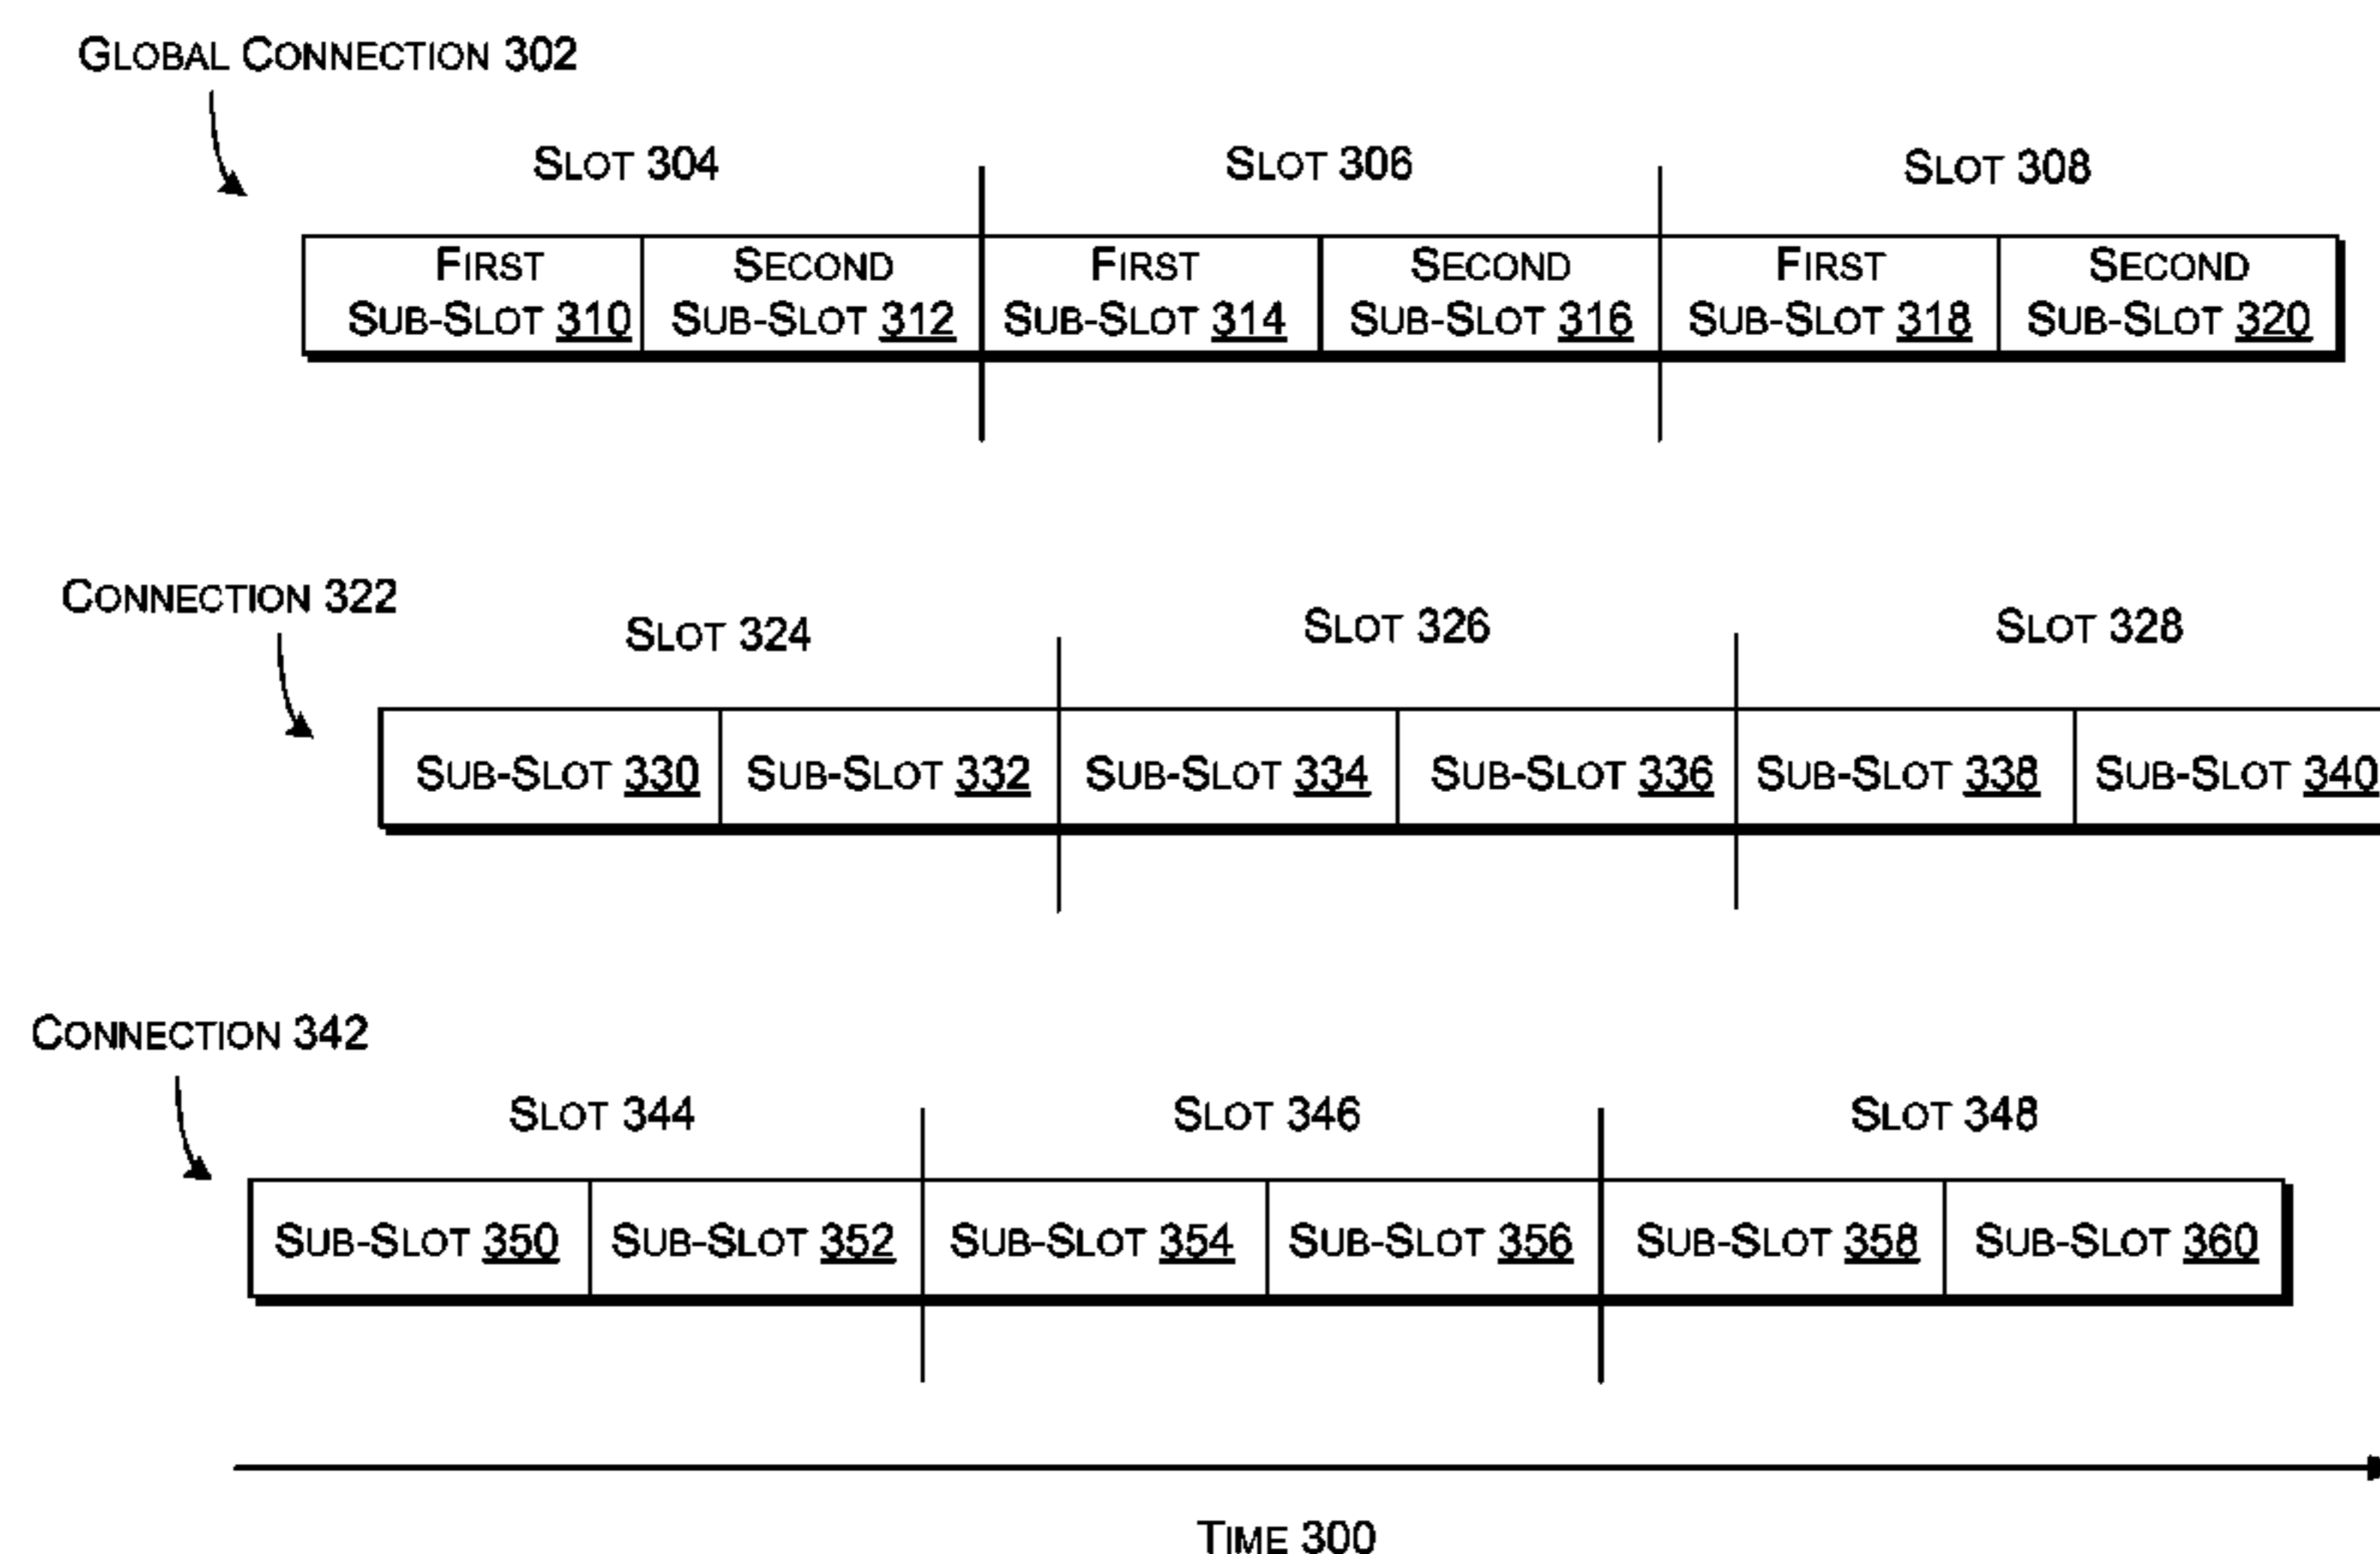 GLOBAL CONNECTION 302
SLOT 304
SLOT 306
SLOT 308
FIRST SUB-SLOT 310
SECOND SUB-SLOT 312
FIRST SUB-SLOT 314
SECOND SUB-SLOT 316
FIRST SUB-SLOT 318
SECOND SUB-SLOT 320
CONNECTION 322
SLOT 324
SLOT 326
SLOT 328
SUB-SLOT 330
SUB-SLOT 332
SUB-SLOT 334
SUB-SLOT 336
SUB-SLOT 338
SUB-SLOT 340
CONNECTION 342
SLOT 344
SLOT 346
SLOT 348
SUB-SLOT 350
SUB-SLOT 352
SUB-SLOT 354
SUB-SLOT 356
SUB-SLOT 358
SUB-SLOT 360
TIME 300